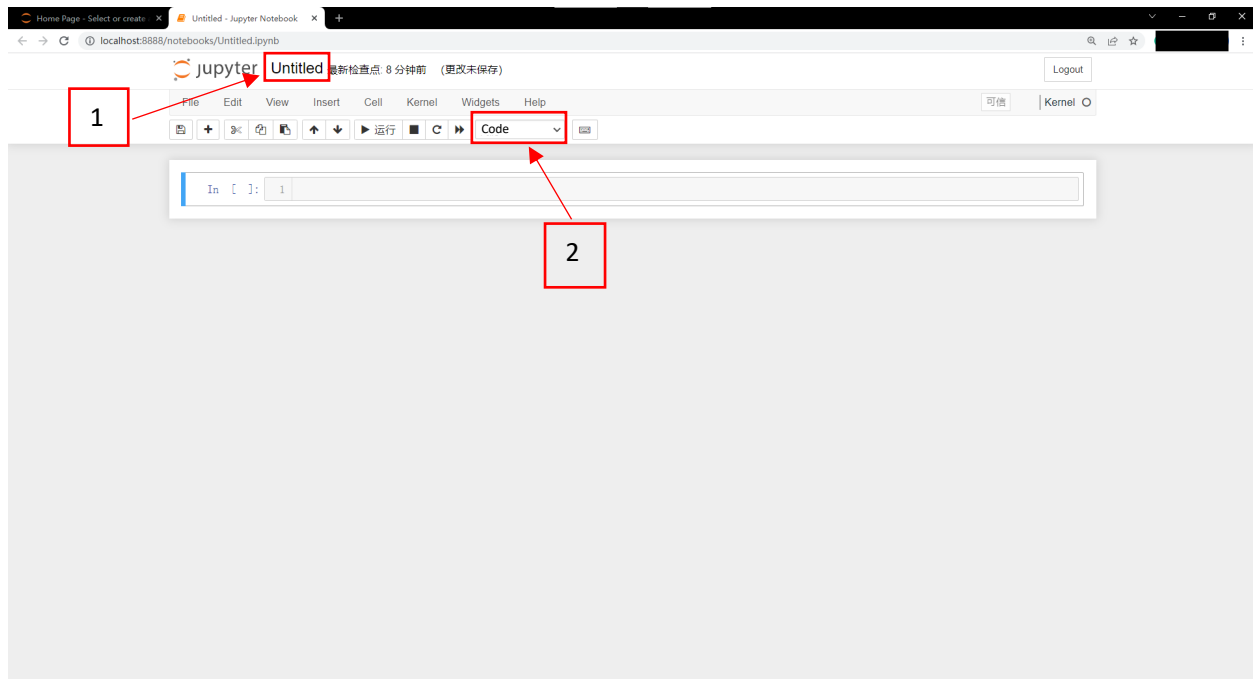 Home Page - Select or create
Untitled - Jupyter Notebook
localhost:8888/notebooks/Untitled.ipynb
jupyter Untitled 最新检查点: 8 分钟前 (更改未保存)
Logout
File Edit View Insert Cell Kernel Widgets Help
可信 Kernel
1
运行 Code
In [ ]: 1
2